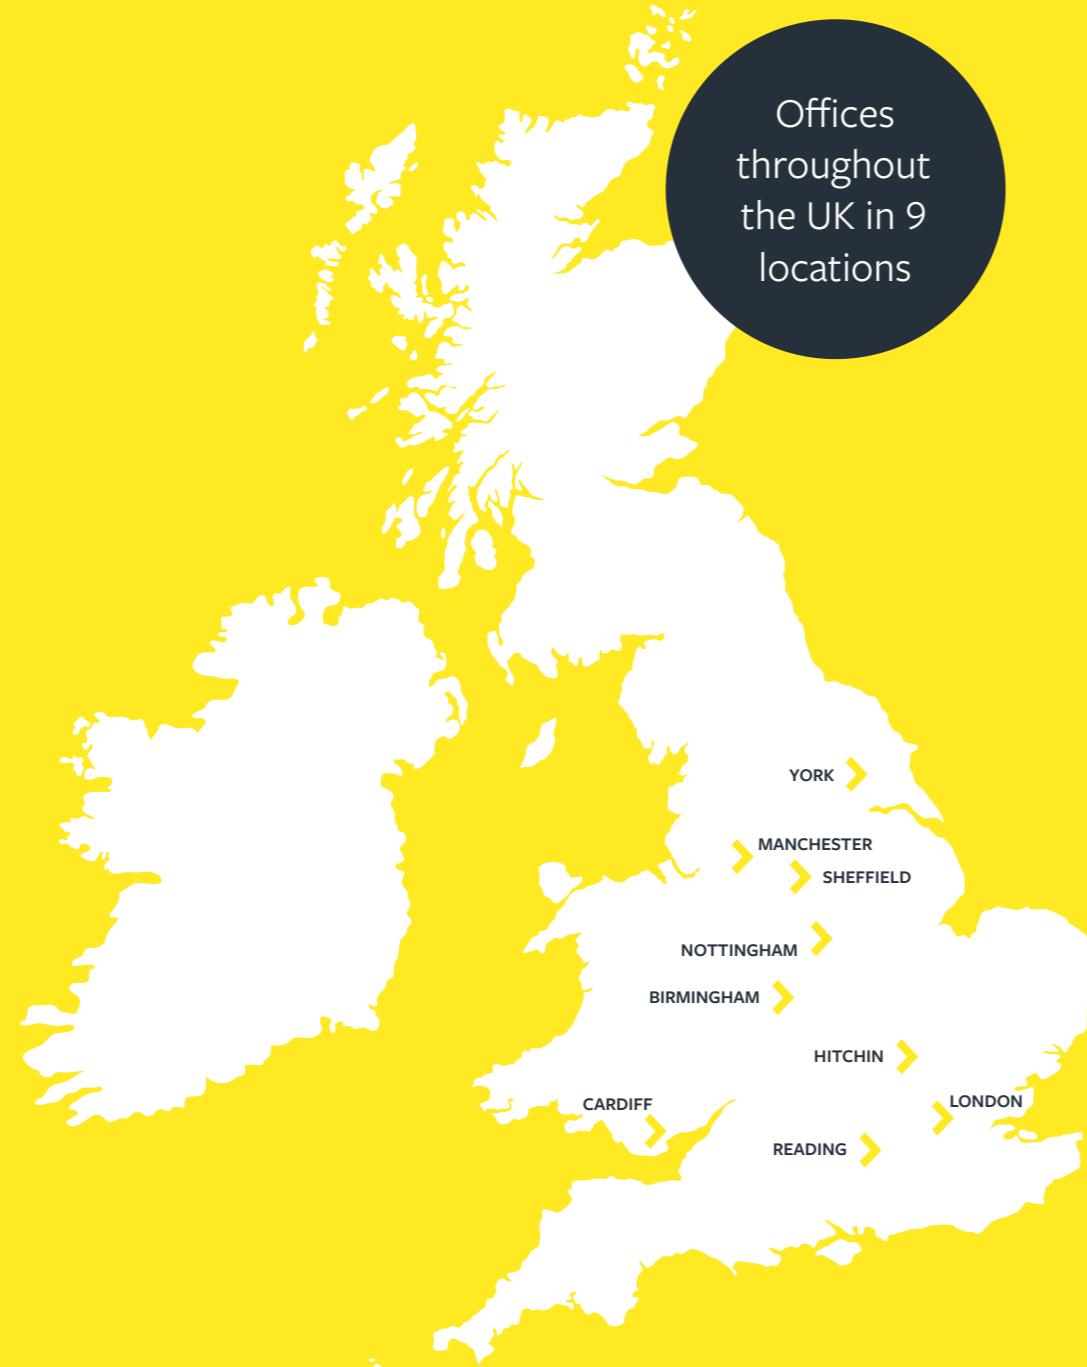 Offices
throughout
the UK in 9
locations
YORK
MANCHESTER
SHEFFIELD
NOTTINGHAM
BIRMINGHAM
HITCHIN
LONDON
CARDIFF
READING